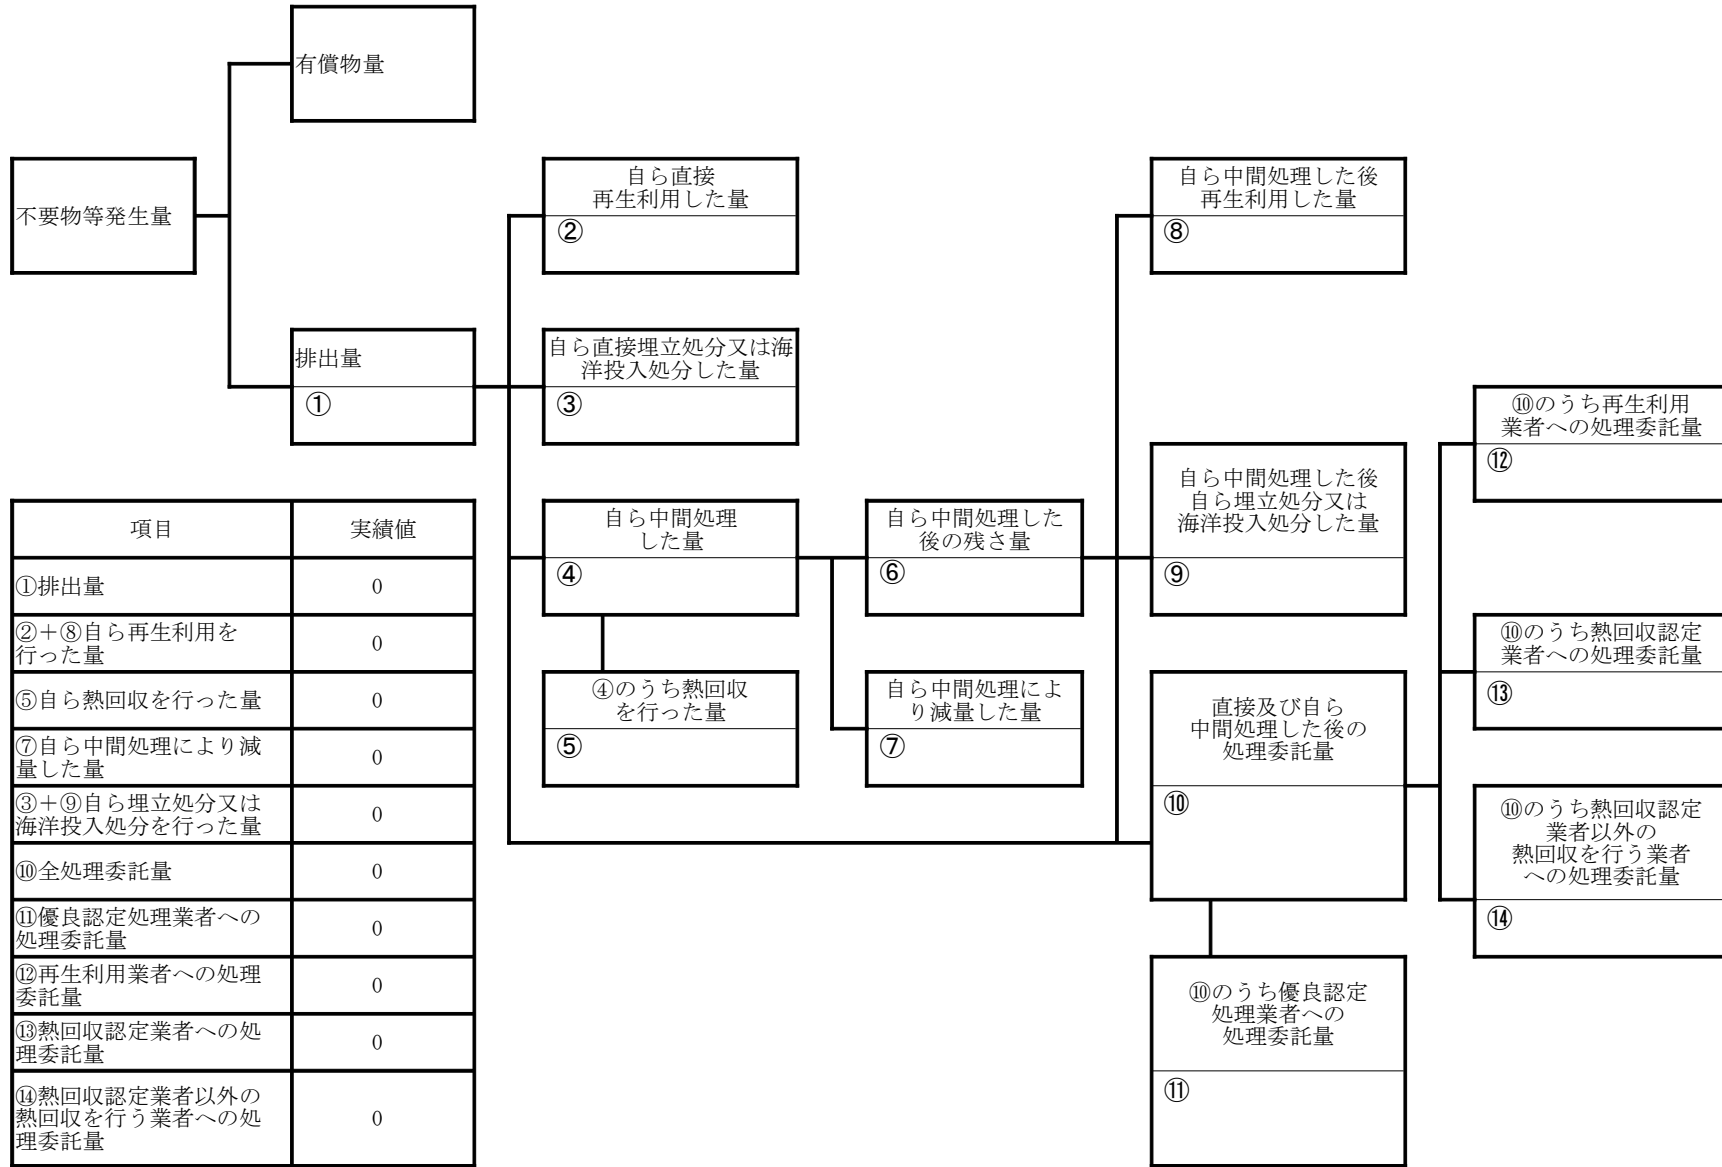 有償物量
不要物等発生量
自ら直接
再生利用した量
②
自ら中間処理した後
再生利用した量
⑧
排出量
①
自ら直接埋立処分又は海
洋投入処分した量
③
⑩のうち再生利用
業者への処理委託量
⑫
自ら中間処理
した量
④
自ら中間処理した
後の残さ量
⑥
自ら中間処理した後
自ら埋立処分又は
海洋投入処分した量
⑨
⑩のうち熱回収認定
業者への処理委託量
⑬
④のうち熱回収
を行った量
⑤
自ら中間処理によ
り減量した量
⑦
直接及び自ら
中間処理した後の
処理委託量
⑩
⑩のうち熱回収認定
業者以外の
熱回収を行う業者
への処理委託量
⑭
⑩のうち優良認定
処理業者への
処理委託量
⑪
項目 実績値
①排出量 0
②＋⑧自ら再生利用を
行った量 0
⑤自ら熱回収を行った量 0
⑦自ら中間処理により減
量した量 0
③＋⑨自ら埋立処分又は
海洋投入処分を行った量 0
⑩全処理委託量 0
⑪優良認定処理業者への
処理委託量 0
⑫再生利用業者への処理
委託量 0
⑬熱回収認定業者への処
理委託量 0
⑭熱回収認定業者以外の
熱回収を行う業者への処 0
理委託量